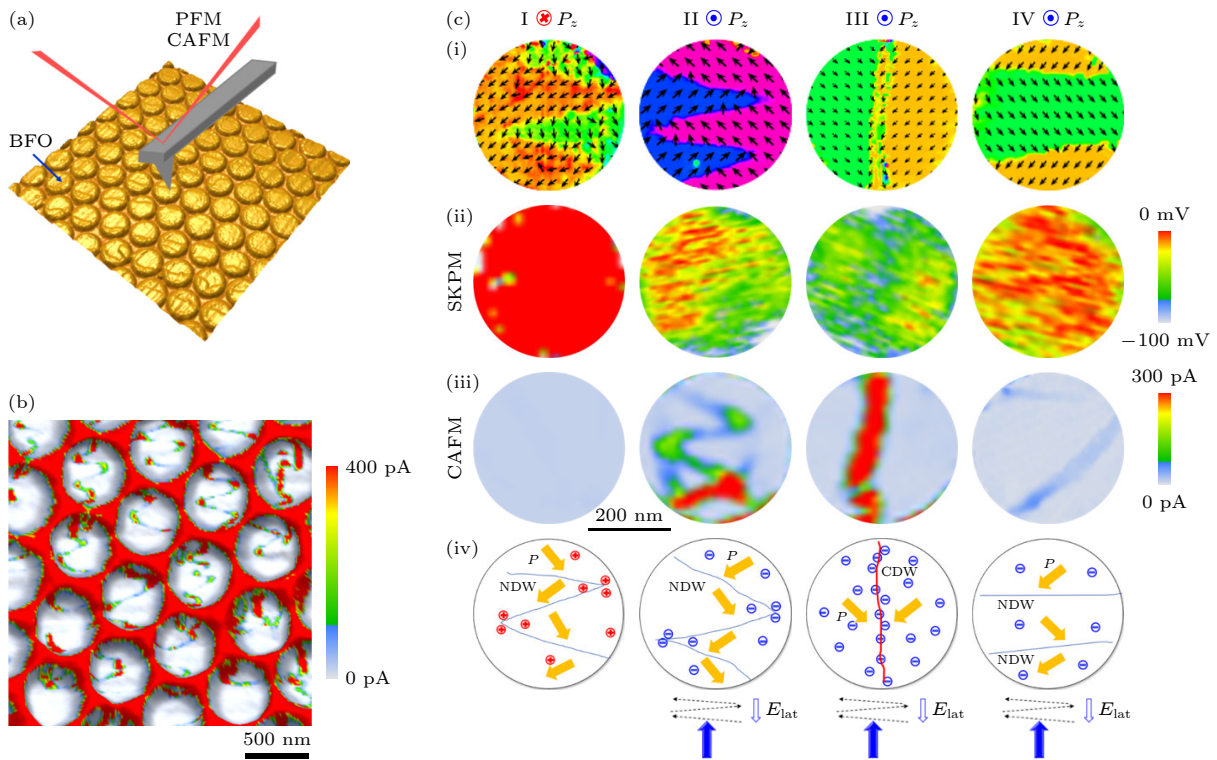 (a)
PFM
CAFM
BFO
(b)
400 pA
0 pA
500 nm
(c)
I ⊗ P_z
II ⊙ P_z
III ⊙ P_z
IV ⊙ P_z
(i)
(ii)
SKPM
0 mV
−100 mV
(iii)
CAFM
300 pA
0 pA
200 nm
(iv)
P
NDW
P
NDW
CDW
P
P
NDW
NDW
E_lat
E_lat
E_lat